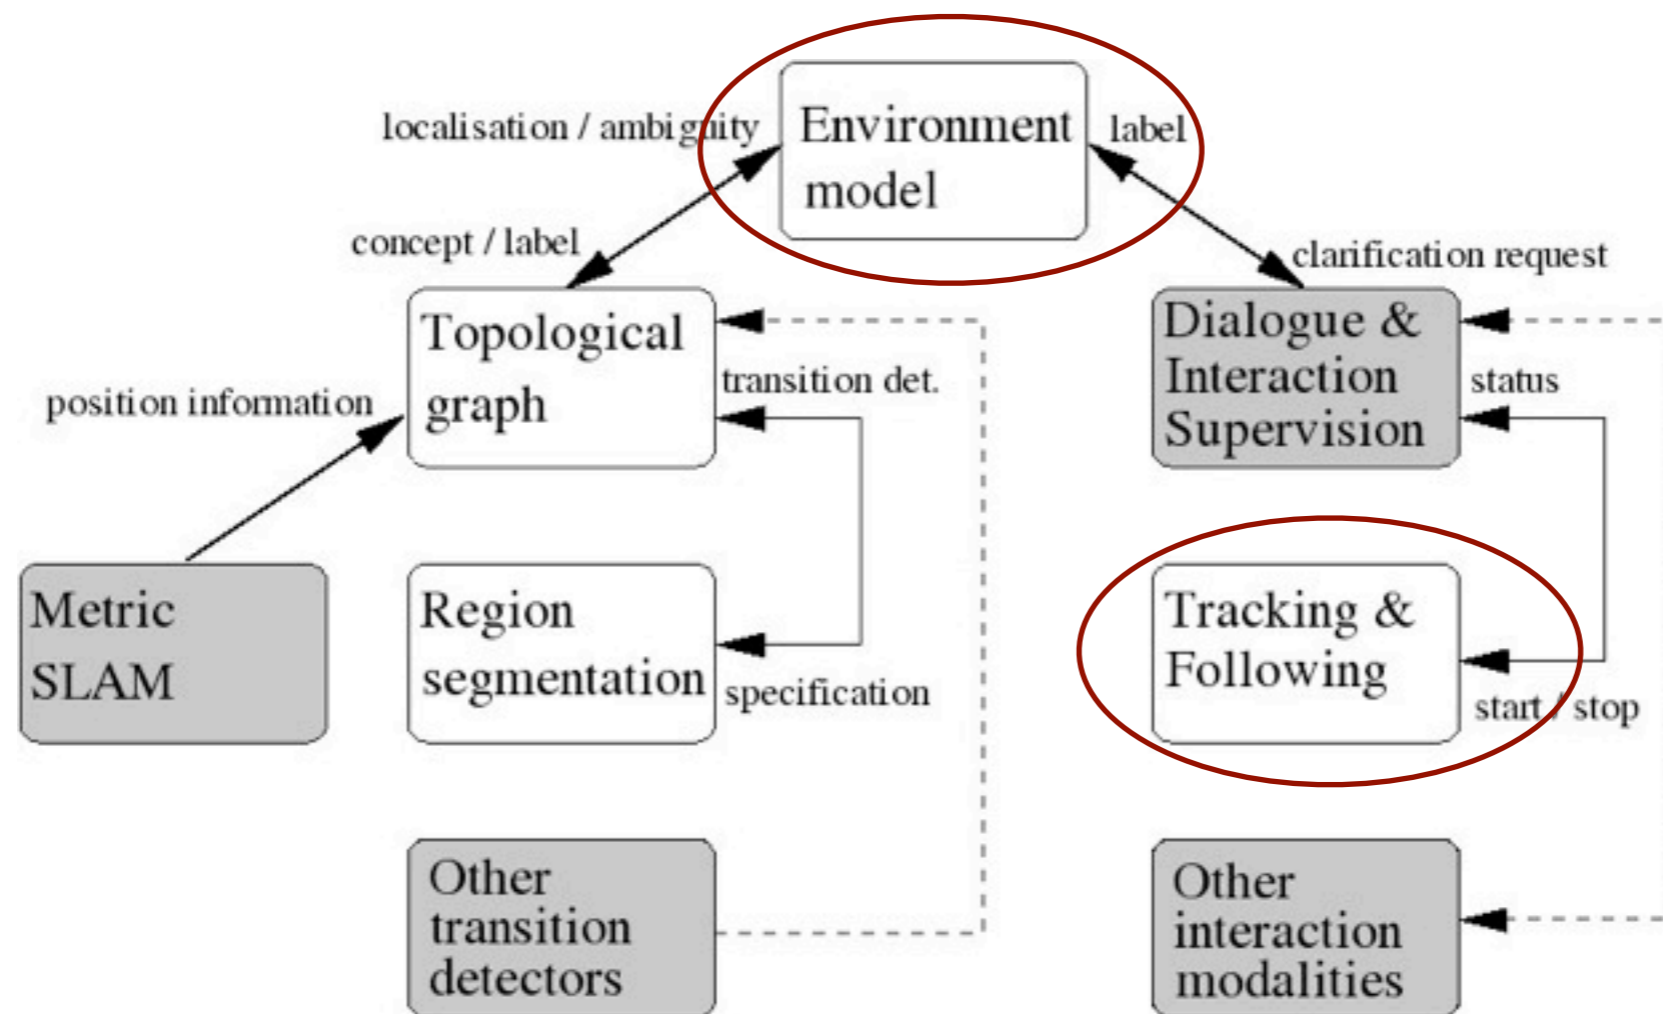 localisation / ambiguity
Environment
model
label
concept / label
clarification request
Topological
graph
transition det.
Dialogue &
Interaction
Supervision
status
position information
Metric
SLAM
Region
segmentation
specification
Tracking &
Following
start / stop
Other
transition
detectors
Other
interaction
modalities